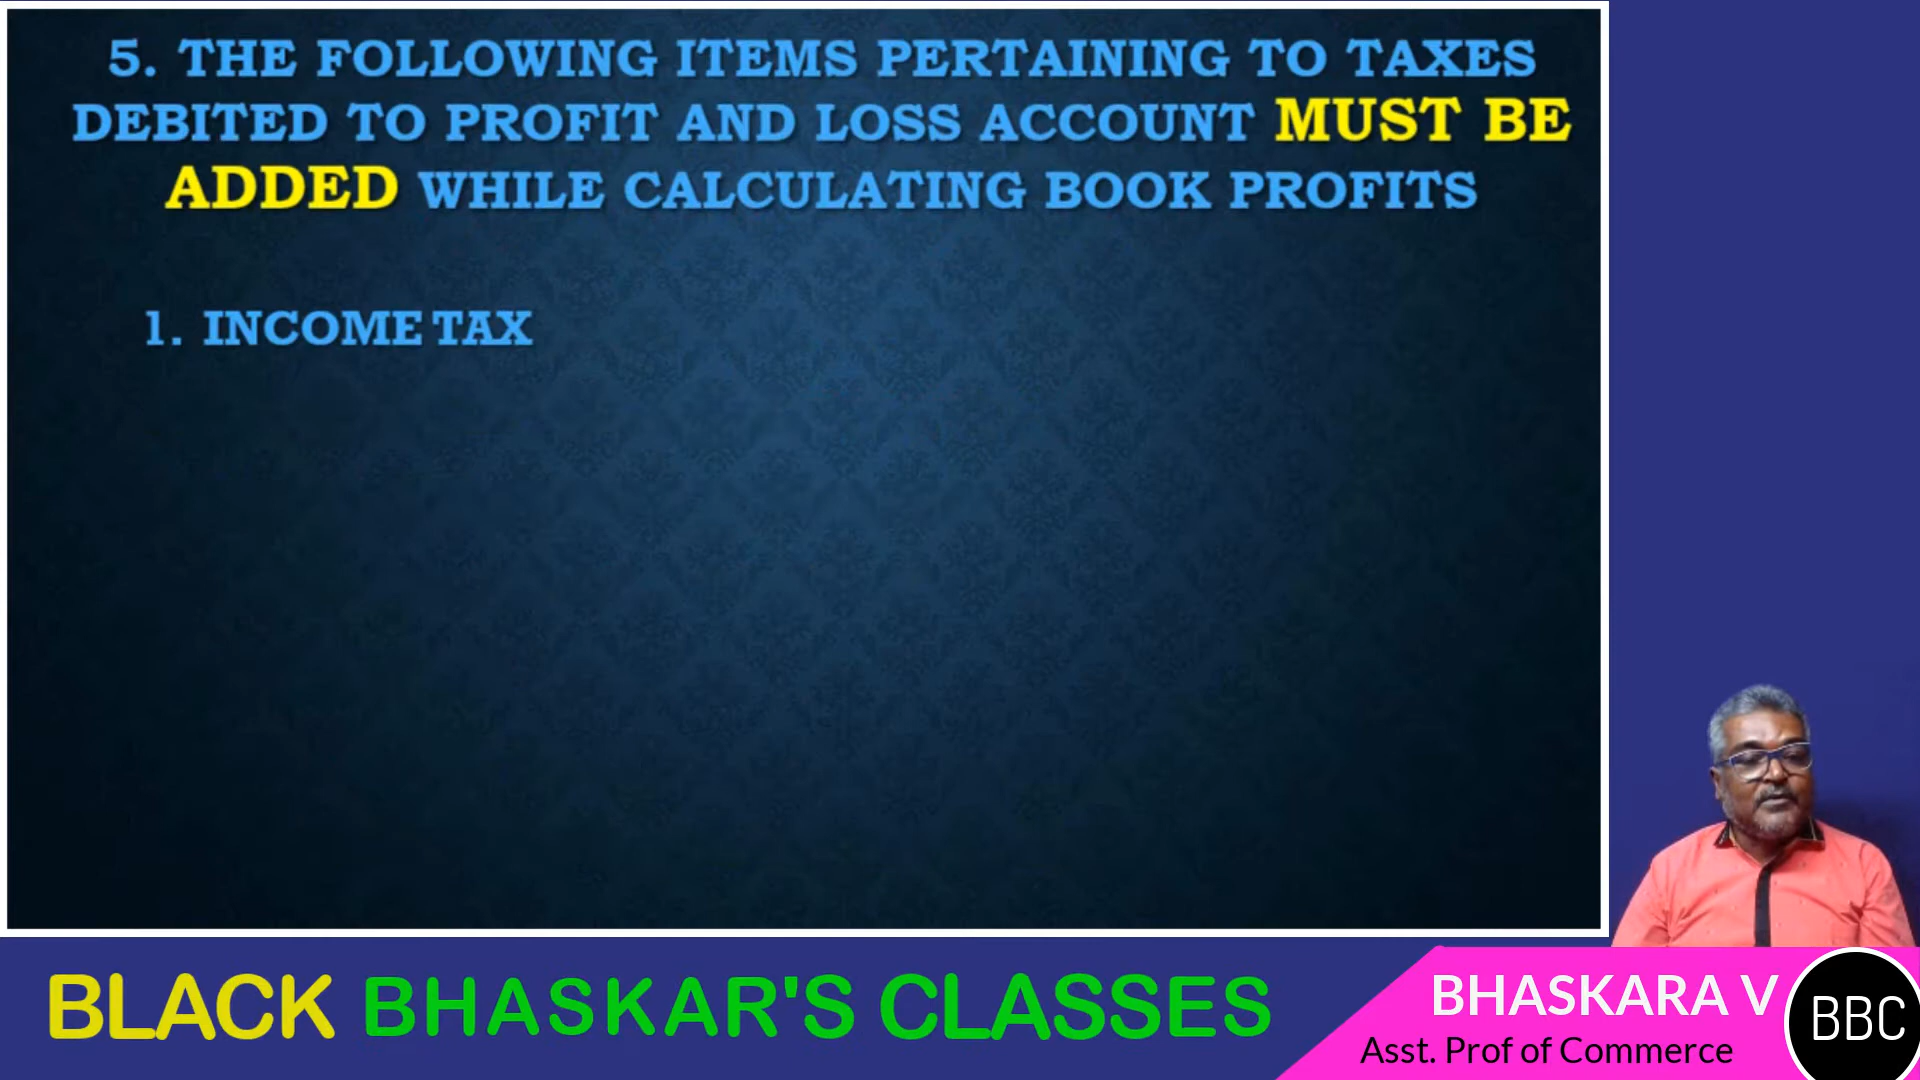 5. THE FOLLOWING ITEMS PERTAINING TO TAXES
DEBITED TO PROFIT AND LOSS ACCOUNT MUST BE
ADDED WHILE CALCULATING BOOK PROFITS
1. INCOME TAX
BLACK BHASKAR'S CLASSES
BHASKARA V
Asst. Prof of Commerce
BBC